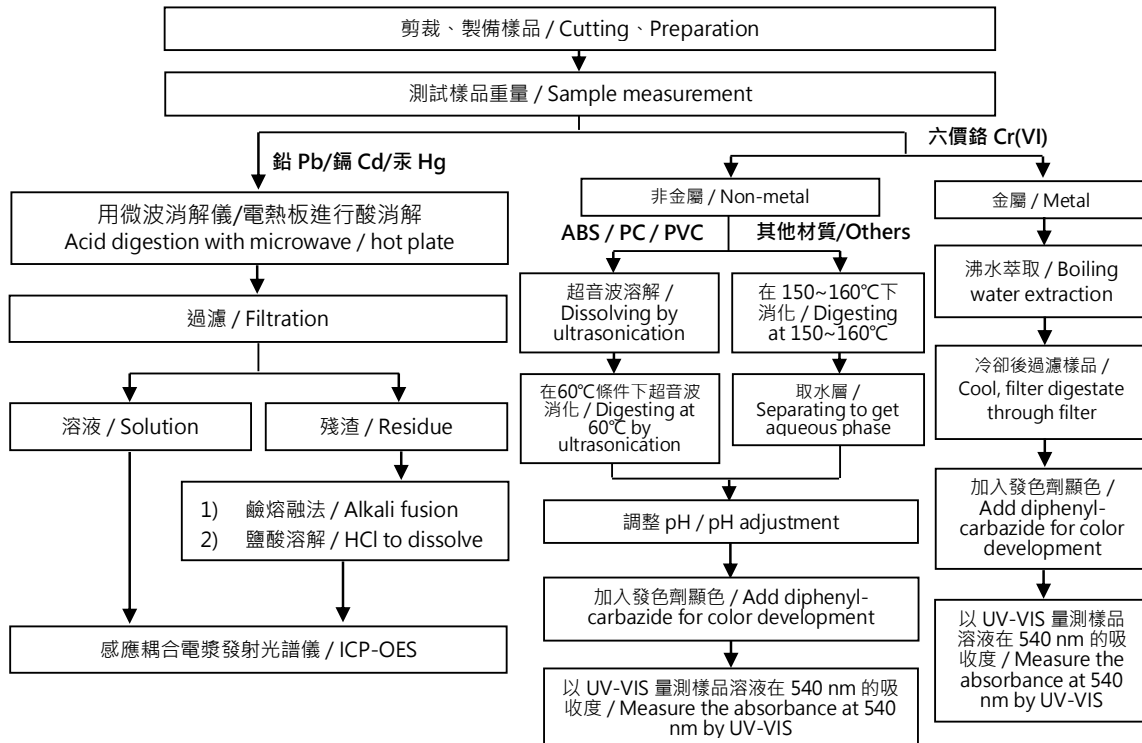 剪裁、製備樣品 / Cutting、Preparation
測試樣品重量 / Sample measurement
鉛 Pb/鎘 Cd/汞 Hg
用微波消解儀/電熱板進行酸消解
Acid digestion with microwave / hot plate
過濾 / Filtration
溶液 / Solution
殘渣 / Residue
1) 鹼熔融法 / Alkali fusion
2) 鹽酸溶解 / HCl to dissolve
感應耦合電漿發射光譜儀 / ICP-OES
六價鉻 Cr(VI)
非金屬 / Non-metal
ABS / PC / PVC
其他材質/Others
超音波溶解 /
Dissolving by
ultrasonication
在60℃條件下超音波
消化 / Digesting at
60℃ by
ultrasonication
在 150~160℃下
消化 / Digesting
at 150~160℃
取水層 /
Separating to get
aqueous phase
調整 pH / pH adjustment
加入發色劑顯色 / Add diphenyl-
carbazide for color development
以 UV-VIS 量測樣品溶液在 540 nm 的吸
收度 / Measure the absorbance at 540
nm by UV-VIS
金屬 / Metal
沸水萃取 / Boiling
water extraction
冷卻後過濾樣品 /
Cool, filter digestate
through filter
加入發色劑顯色 /
Add diphenyl-
carbazide for color
development
以 UV-VIS 量測樣品
溶液在 540 nm 的吸
收度 / Measure the
absorbance at 540
nm by UV-VIS